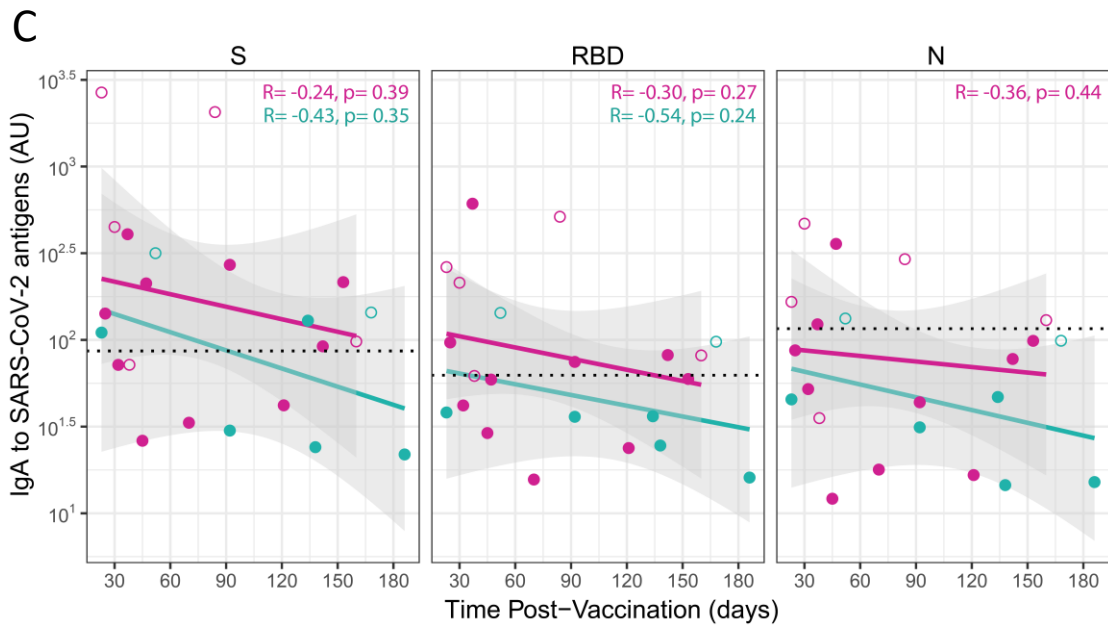 C
S
RBD
N
R= -0.24, p= 0.39
R= -0.43, p= 0.35
R= -0.30, p= 0.27
R= -0.54, p= 0.24
R= -0.36, p= 0.44
IgA to SARS-CoV-2 antigens (AU)
10^3.5
10^3
10^2.5
10^2
10^1.5
10^1
30 60 90 120 150 180
30 60 90 120 150 180
30 60 90 120 150 180
Time Post−Vaccination (days)